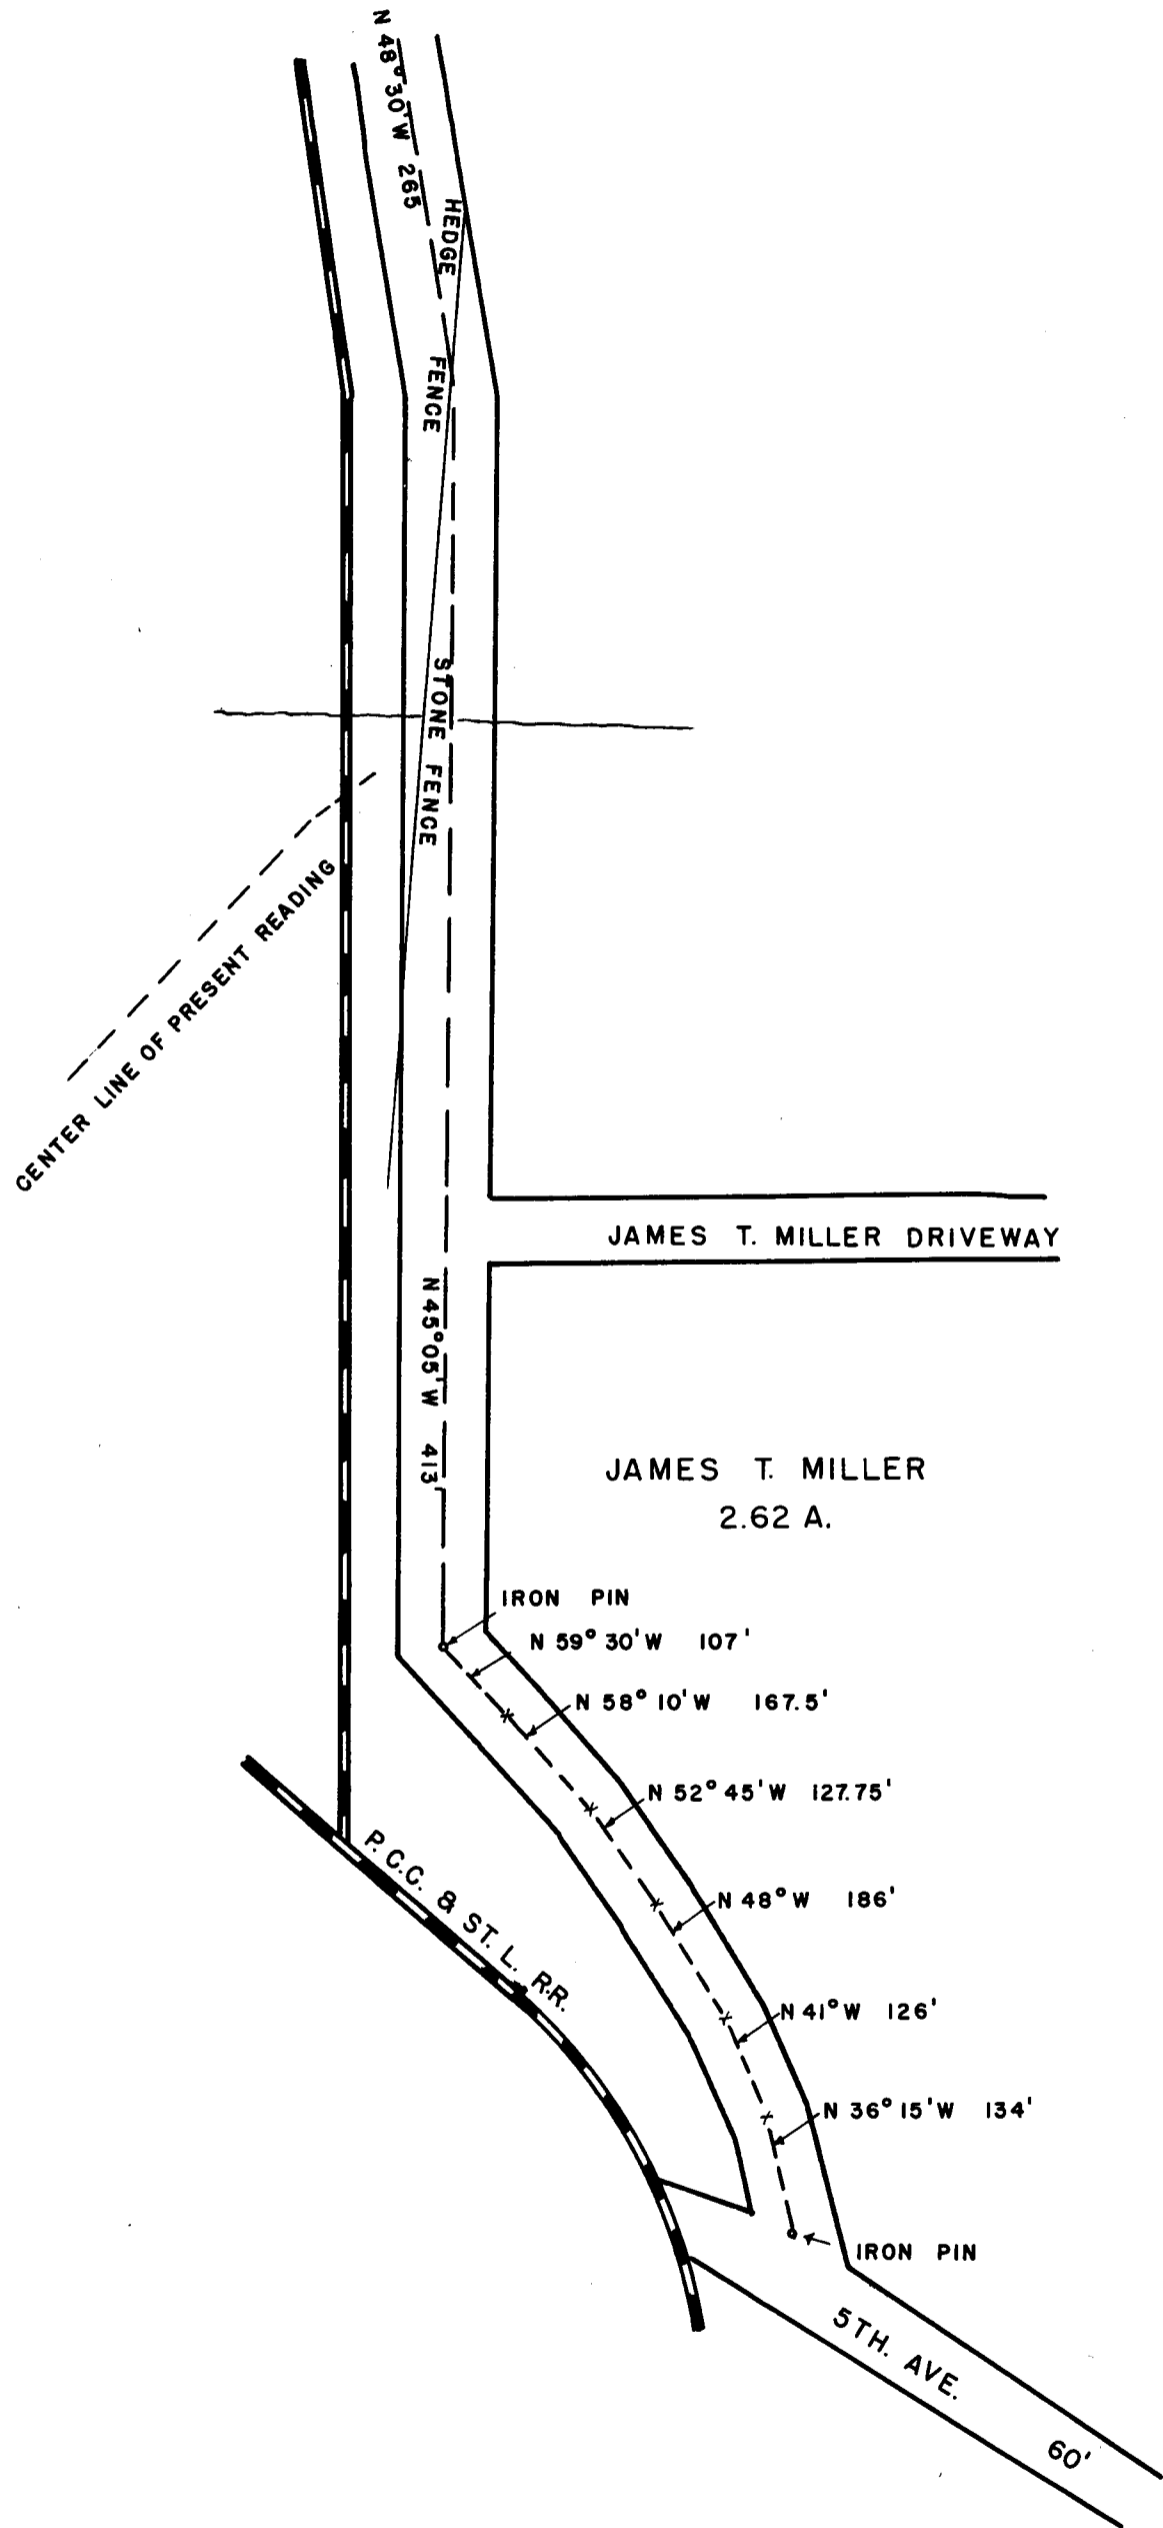 N 48° 30' W 265
HEDGE FENCE
STONE FENCE
CENTER LINE OF PRESENT READING
JAMES T. MILLER DRIVEWAY
N 45° 05' W 413'
JAMES T. MILLER
2.62 A.
IRON PIN
N 59° 30' W 107'
N 58° 10' W 167.5'
N 52° 45' W 127.75'
P. C. C. & ST. L. R.R.
N 48° W 186'
N 41° W 126'
N 36° 15' W 134'
IRON PIN
5TH. AVE. 60'